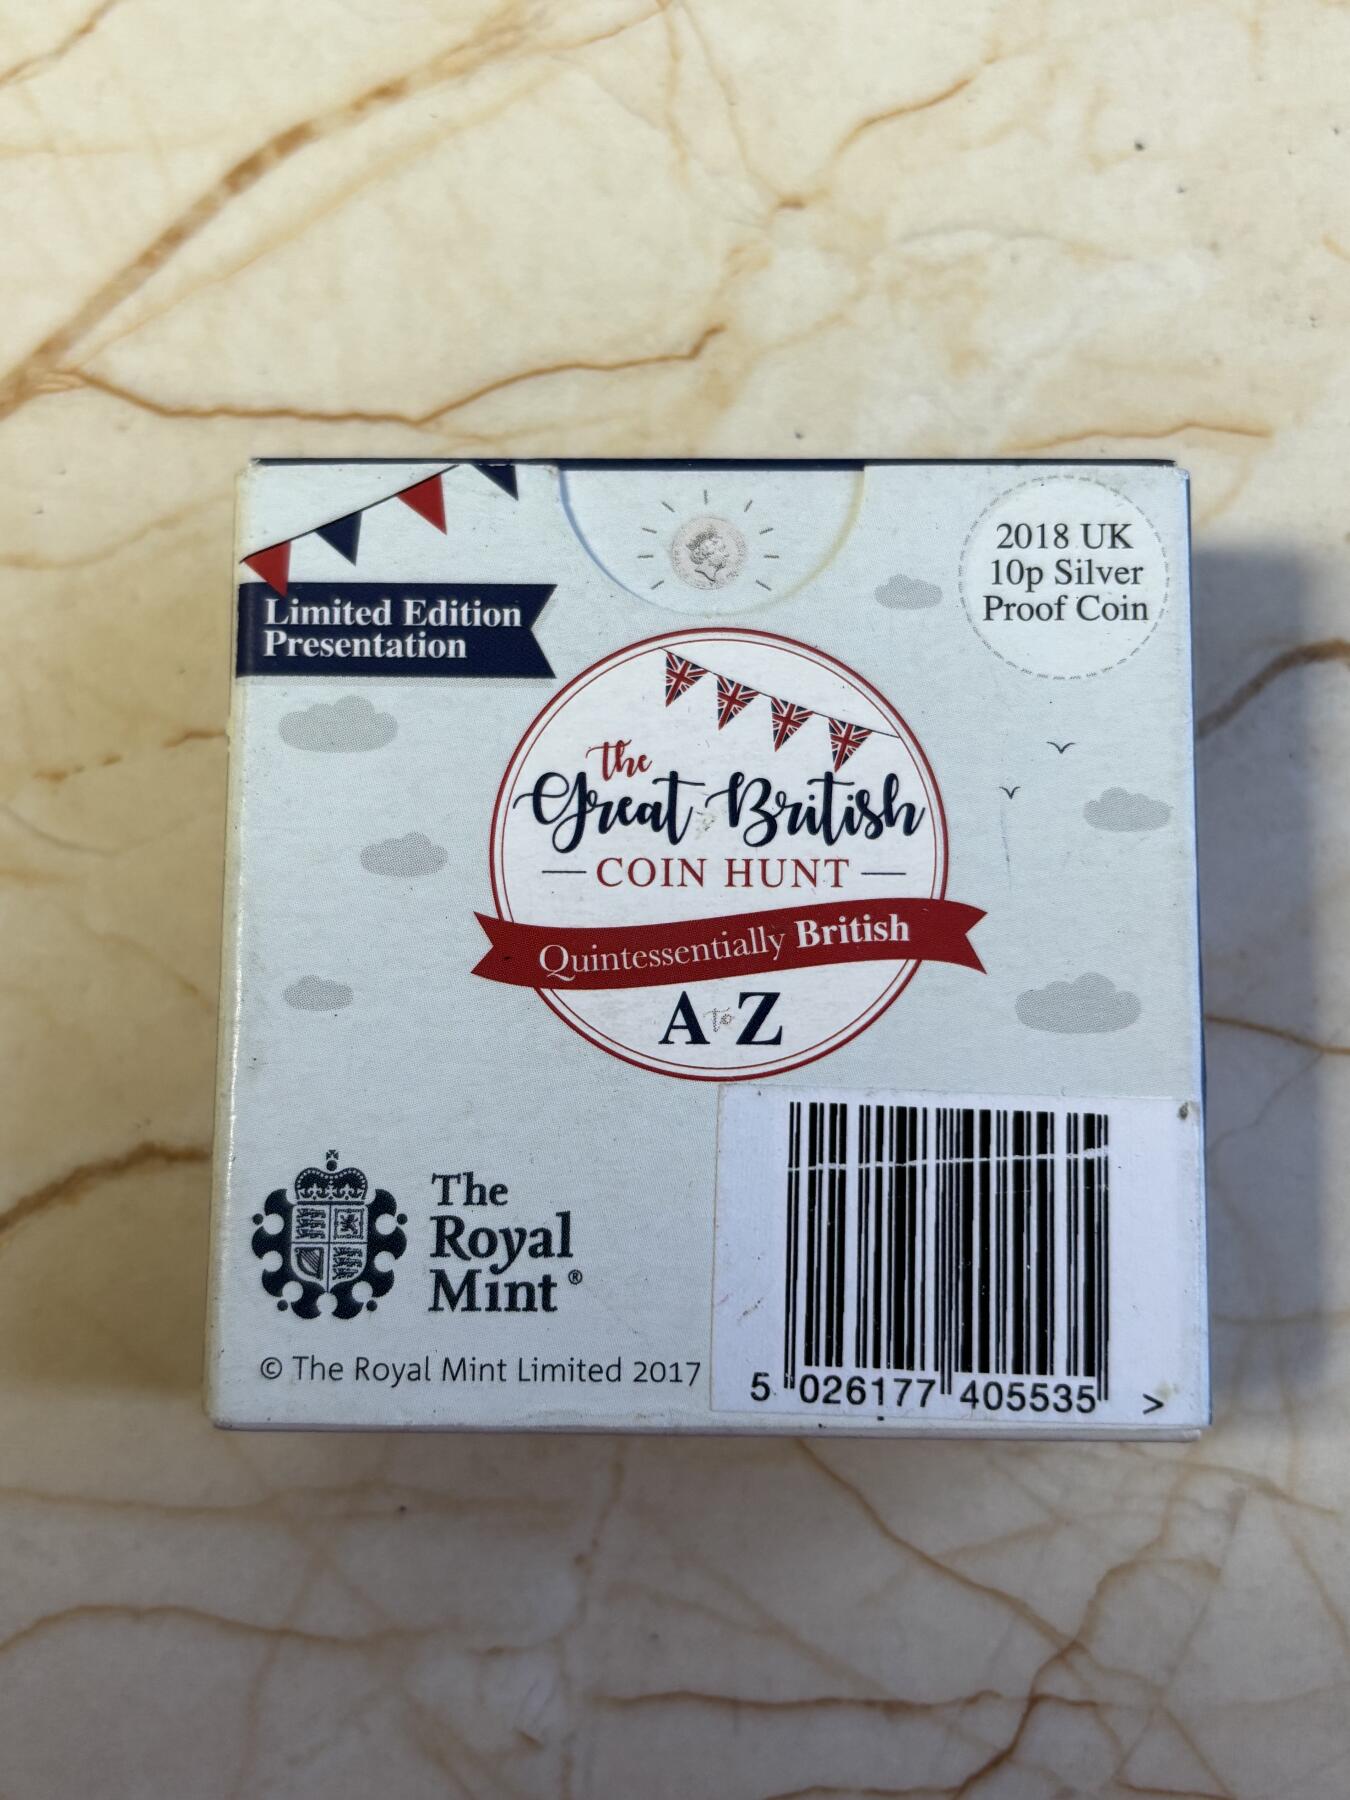 Limited Edition
Presentation
2018 UK
10p Silver
Proof Coin
the
Great British
COIN HUNT
Quintessentially British
A to Z
The
Royal
Mint®
© The Royal Mint Limited 2017
5 026177 405535 >